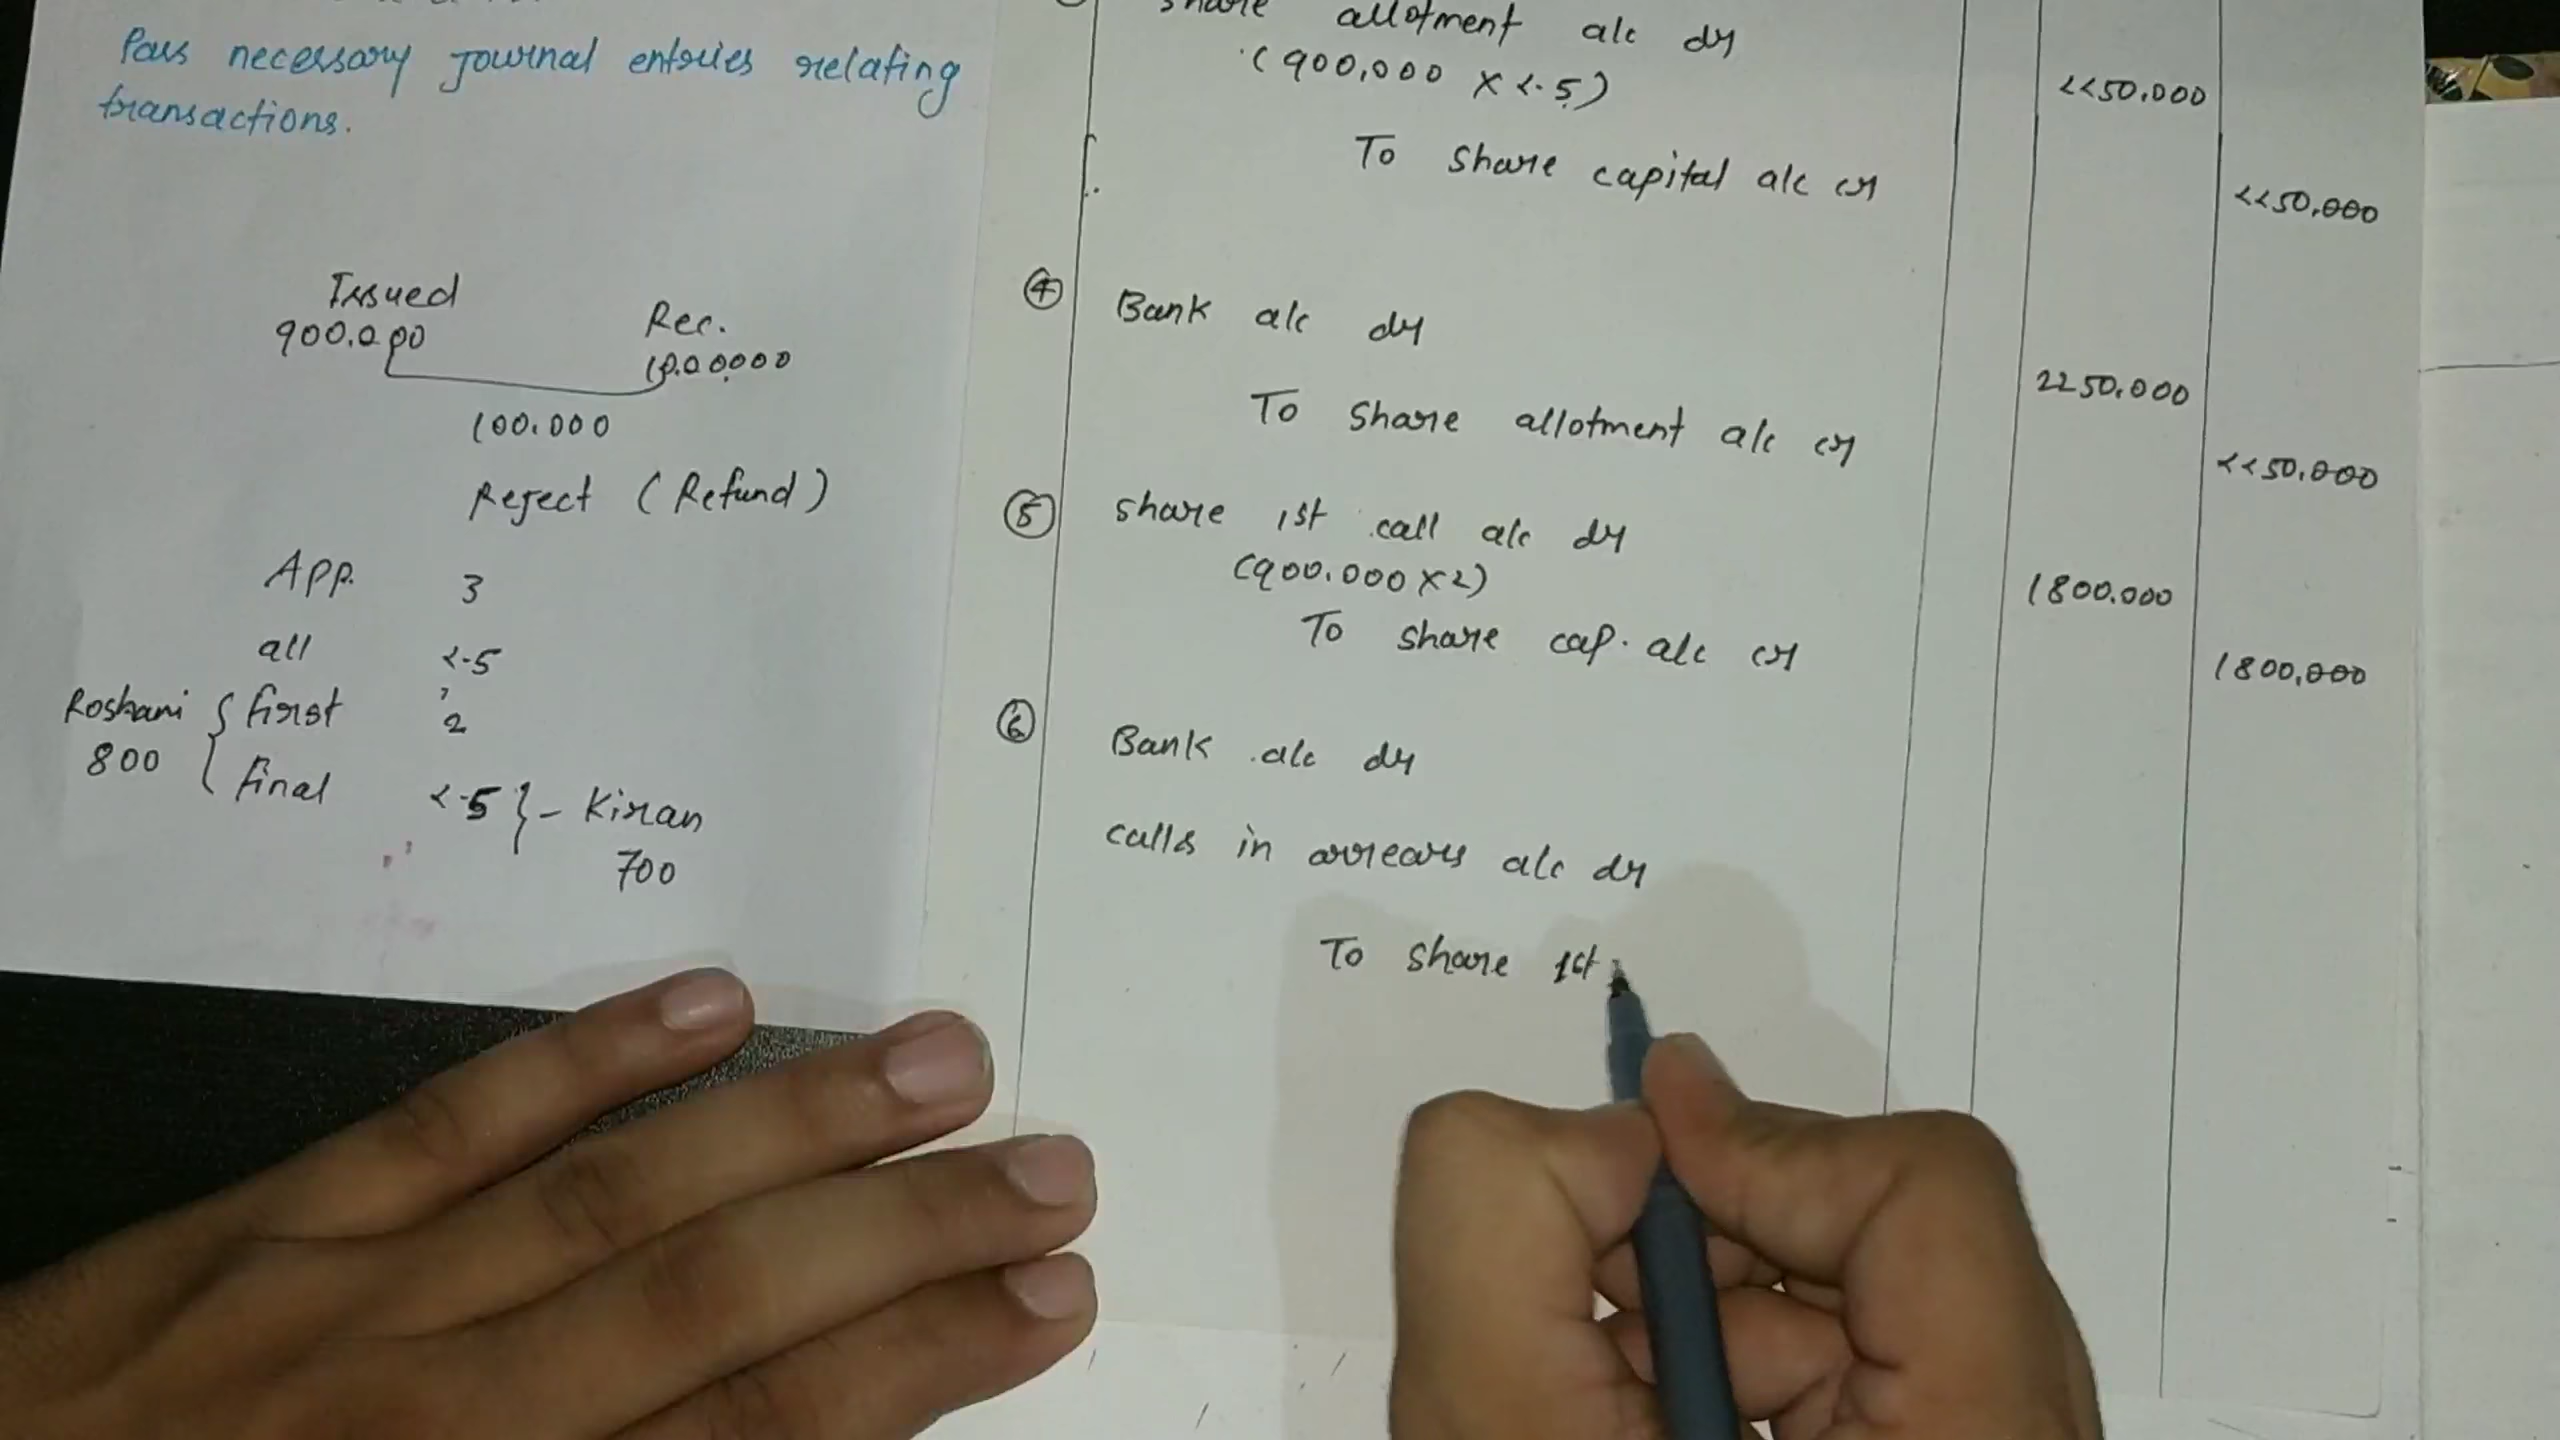 Pass necessary Journal entries relating
transactions.
Issued
900.000
Rec.
10.00.000
100.000
Reject (Refund)
App. 3
all 2.5
Roshani { first 2
800
final 2.5 } - Kiran
700
share allotment a/c dr
(900,000 X 2.5)
2250.000
To share capital a/c cr
2250,000
4 Bank a/c dr
2250.000
To share allotment a/c cr
2250.000
5 share 1st call a/c dr
(900.000 X 2)
1800.000
To share cap. a/c cr
1800,000
6 Bank a/c dr
calls in arrears a/c dr
To share 1st